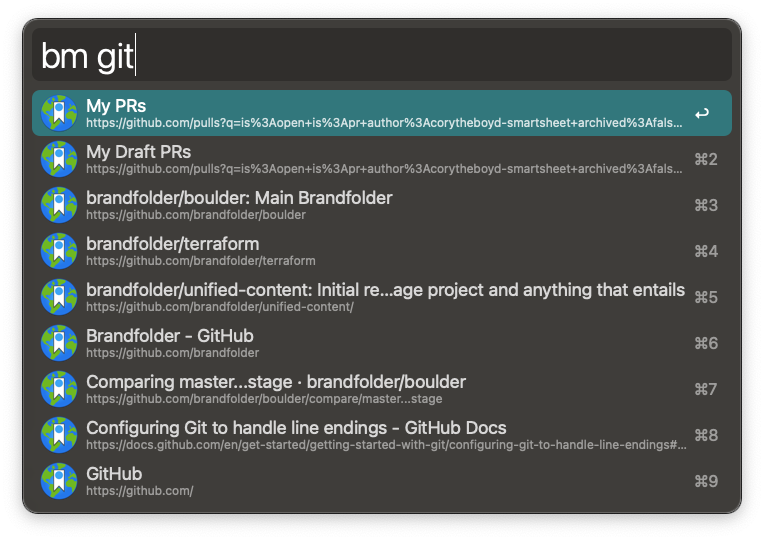 bm git
My PRs
https://github.com/pulls?q=is%3Aopen+is%3Apr+author%3Acorytheboyd-smartsheet+archived%3Afals...
↩
My Draft PRs
https://github.com/pulls?q=is%3Aopen+is%3Apr+author%3Acorytheboyd-smartsheet+archived%3Afals...
⌘2
brandfolder/boulder: Main Brandfolder
https://github.com/brandfolder/boulder
⌘3
brandfolder/terraform
https://github.com/brandfolder/terraform
⌘4
brandfolder/unified-content: Initial re...age project and anything that entails
https://github.com/brandfolder/unified-content/
⌘5
Brandfolder - GitHub
https://github.com/brandfolder
⌘6
Comparing master...stage · brandfolder/boulder
https://github.com/brandfolder/boulder/compare/master...stage
⌘7
Configuring Git to handle line endings - GitHub Docs
https://docs.github.com/en/get-started/getting-started-with-git/configuring-git-to-handle-line-endings#...
⌘8
GitHub
https://github.com/
⌘9